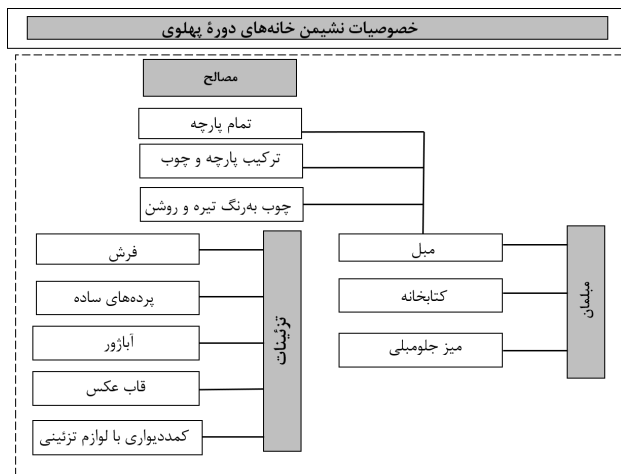 خصوصیات نشیمن خانه‌های دورۀ پهلوی
مصالح
تمام پارچه
ترکیب پارچه و چوب
چوب به‌رنگ تیره و روشن
مبلمان
مبل
کتابخانه
میز جلومبلی
تزئینات
فرش
پرده‌های ساده
آباژور
قاب عکس
کمددیواری با لوازم تزئینی